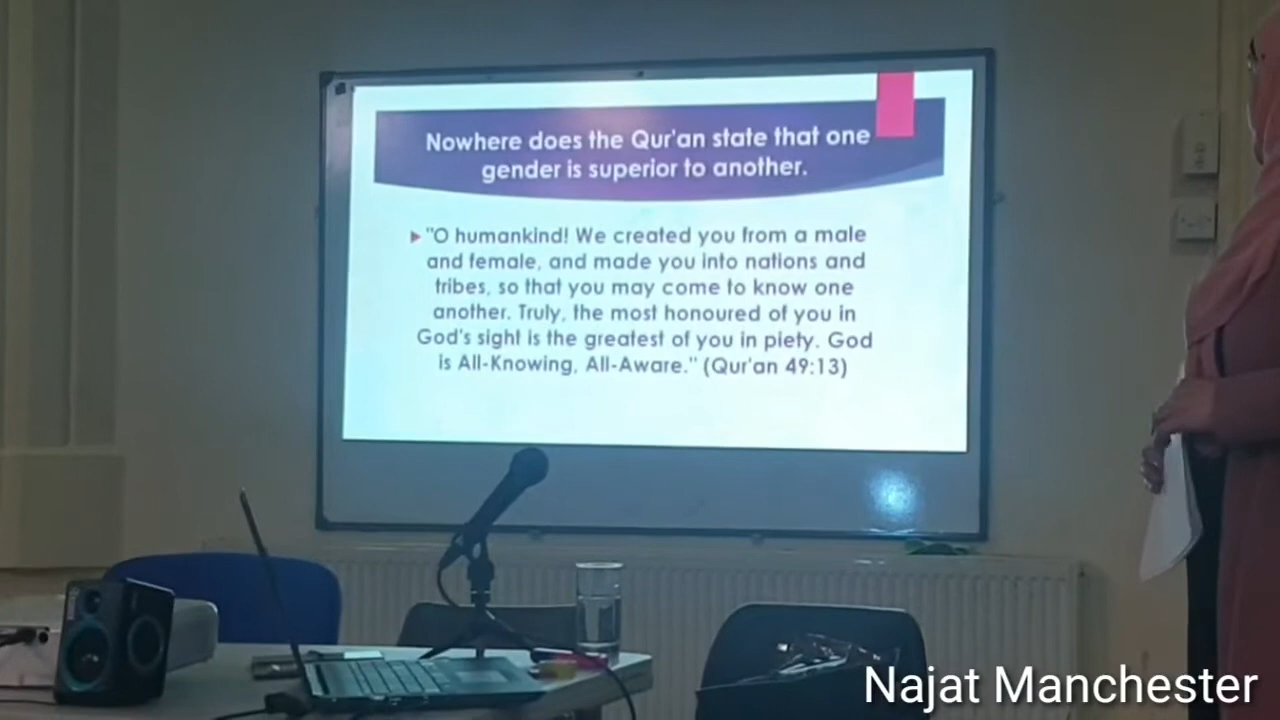 Nowhere does the Qur'an state that one
gender is superior to another.
"O humankind! We created you from a male
and female, and made you into nations and
tribes, so that you may come to know one
another. Truly, the most honoured of you in
God's sight is the greatest of you in piety. God
is All-Knowing, All-Aware." (Qur'an 49:13)
Najat Manchester